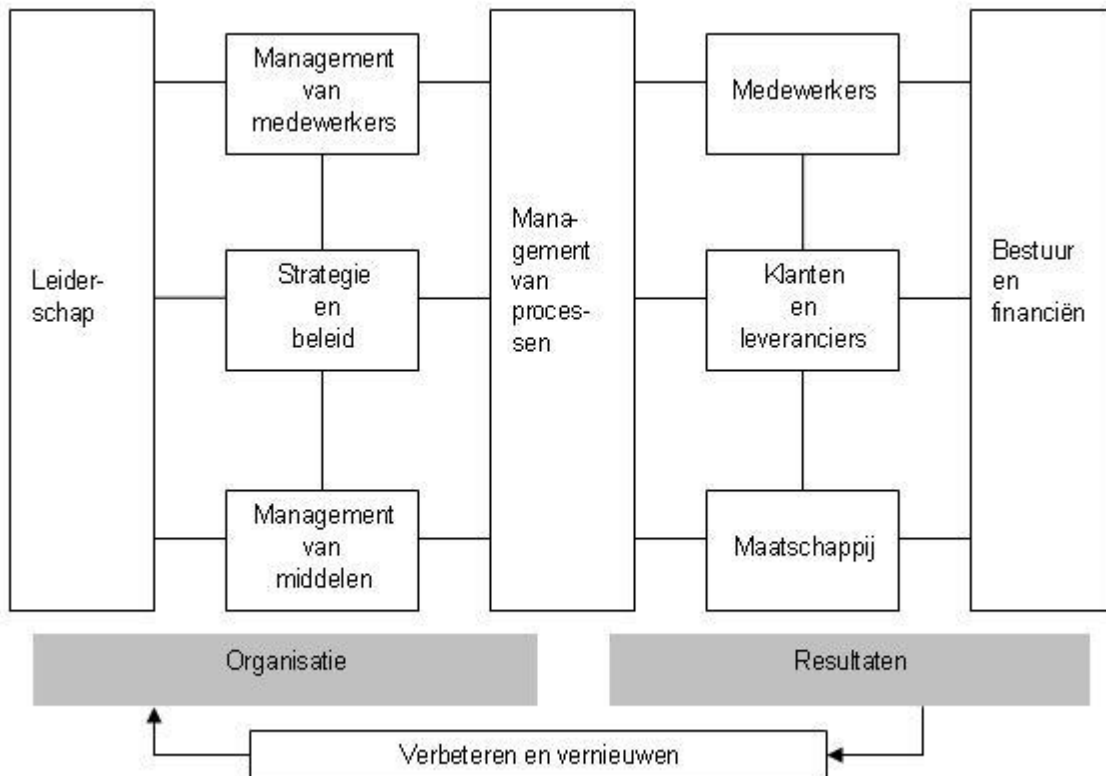 Leider-
schap
Management
van
medewerkers
Strategie
en
beleid
Management
van
middelen
Mana-
gement
van
proces-
sen
Medewerkers
Klanten
en
leveranciers
Maatschappij
Bestuur
en
financiën
Organisatie
Resultaten
Verbeteren en vernieuwen